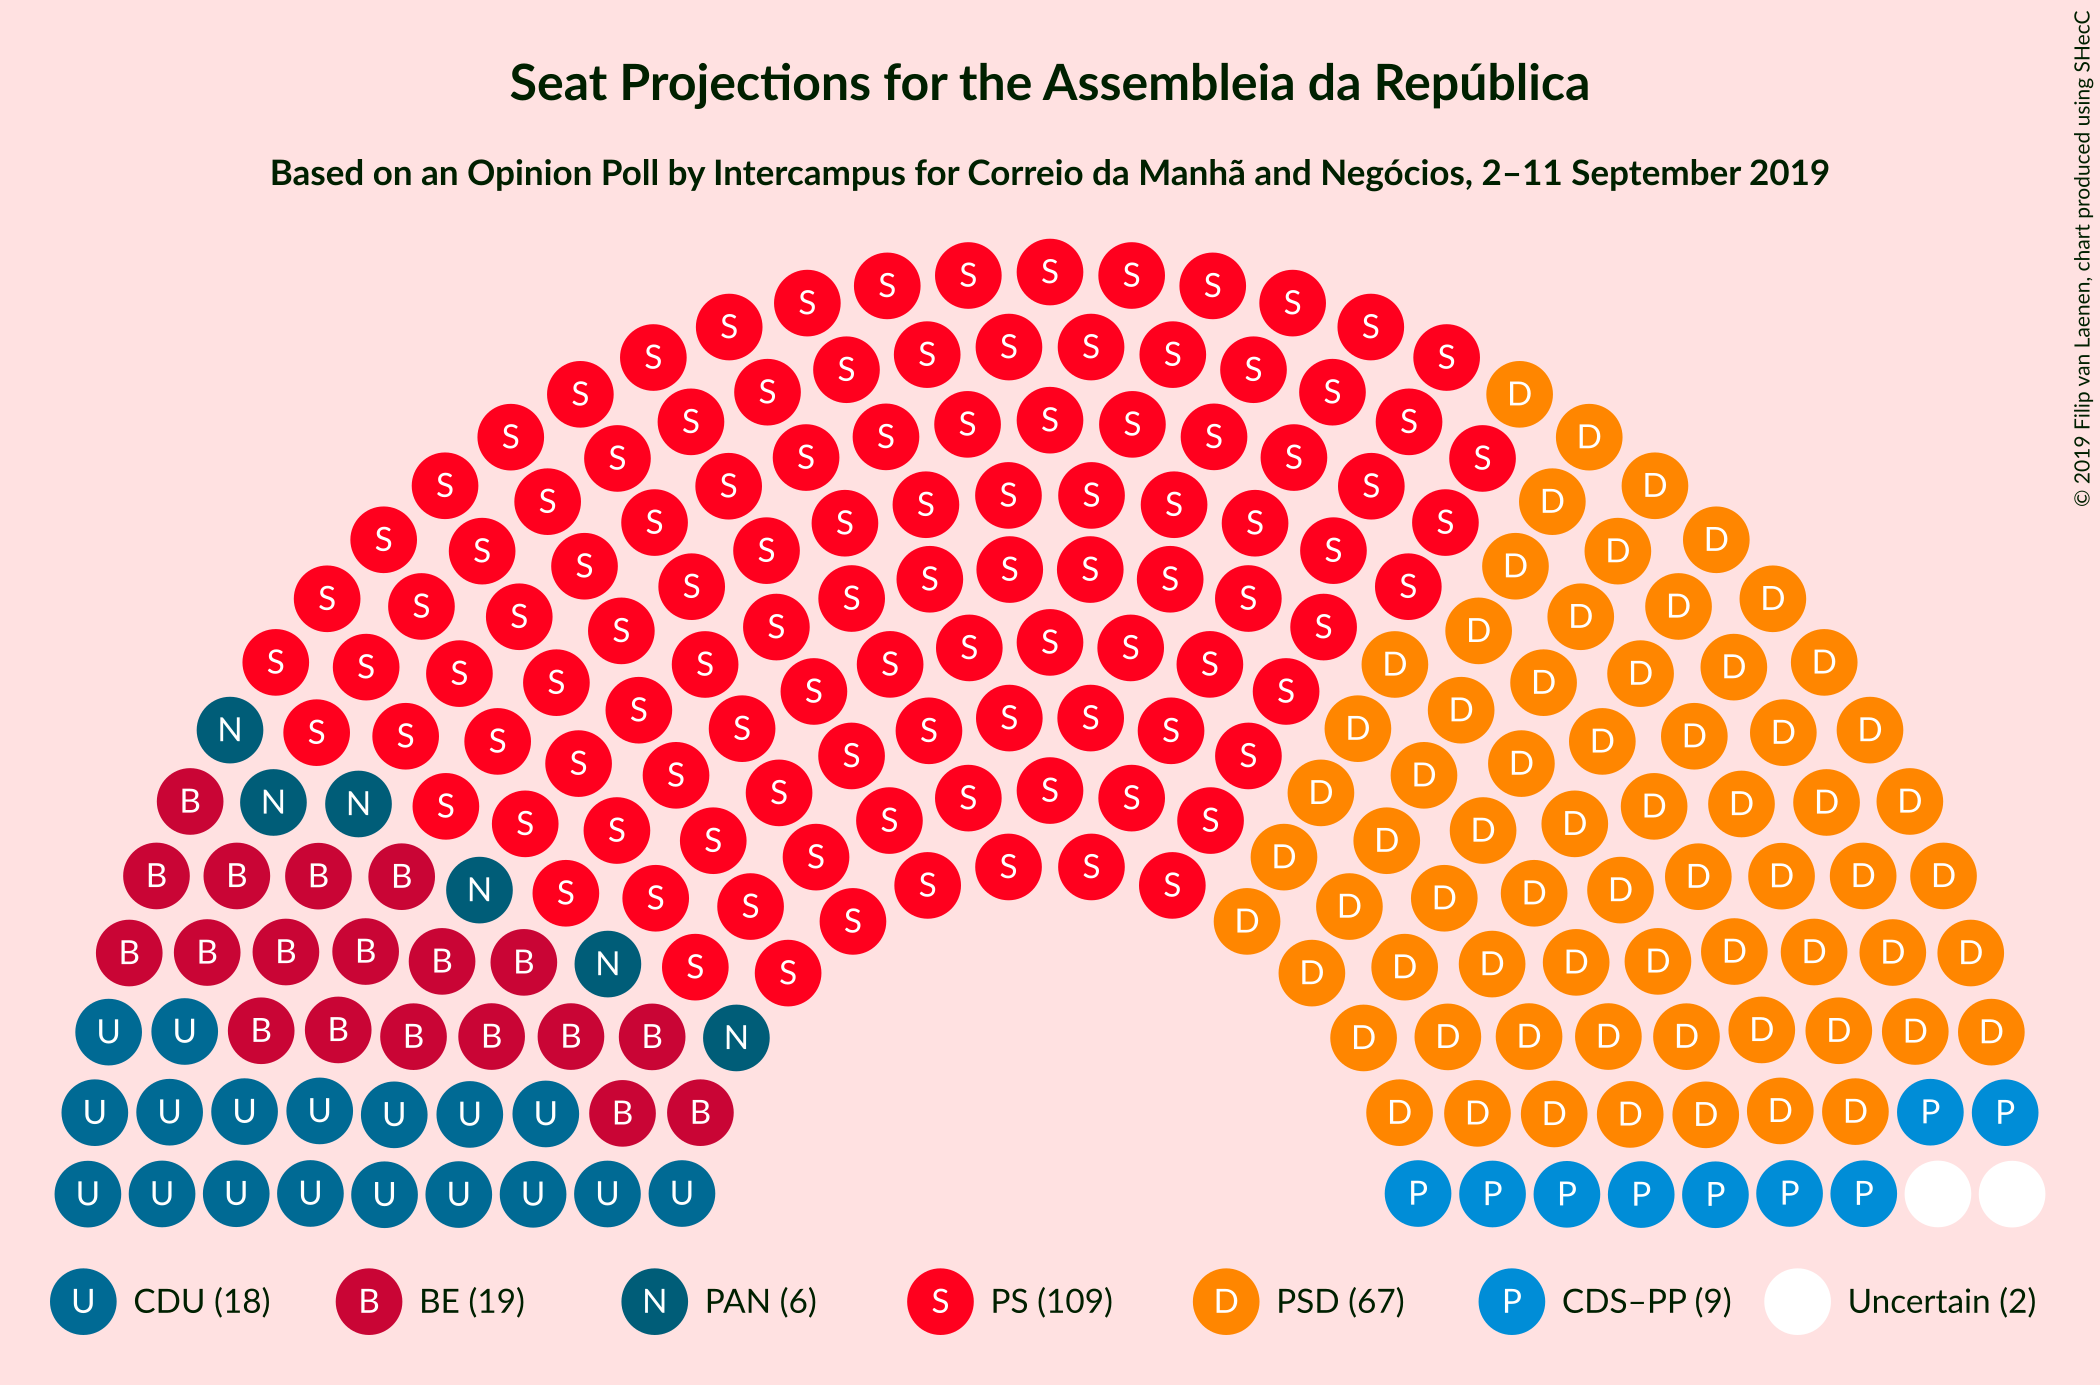 Seat Projections for the Assembleia da República
Based on an Opinion Poll by Intercampus for Correio da Manhã and Negócios, 2–11 September 2019
© 2019 Filip van Laenen, chart produced using SHecC
S S S S S S S S S S S S S S S S S S S S S S S S S S S S S S S S S S S S S S S S S S S S S S S S S S S S S S S S S S S S S S S S S S S S S S S S S S S S S S S S S S S S S S S S S S S S S S S S S S S S S S S S S S S S S
D D D D D D D D D D D D D D D D D D D D D D D D D D D D D D D D D D D D D D D D D D D D D D D D D D D D D D D D D D D D D D D D D D D
N N N N N N
B B B B B B B B B B B B B B B B B B B
U U U U U U U U U U U U U U U U U U
P P P P P P P P P
U CDU (18) B BE (19) N PAN (6) S PS (109) D PSD (67) P CDS–PP (9) Uncertain (2)